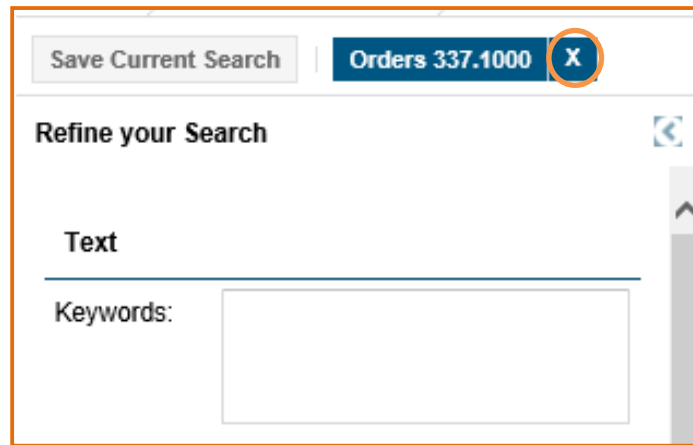 Save Current Search Orders 337.1000 X
Refine your Search
Text
Keywords: